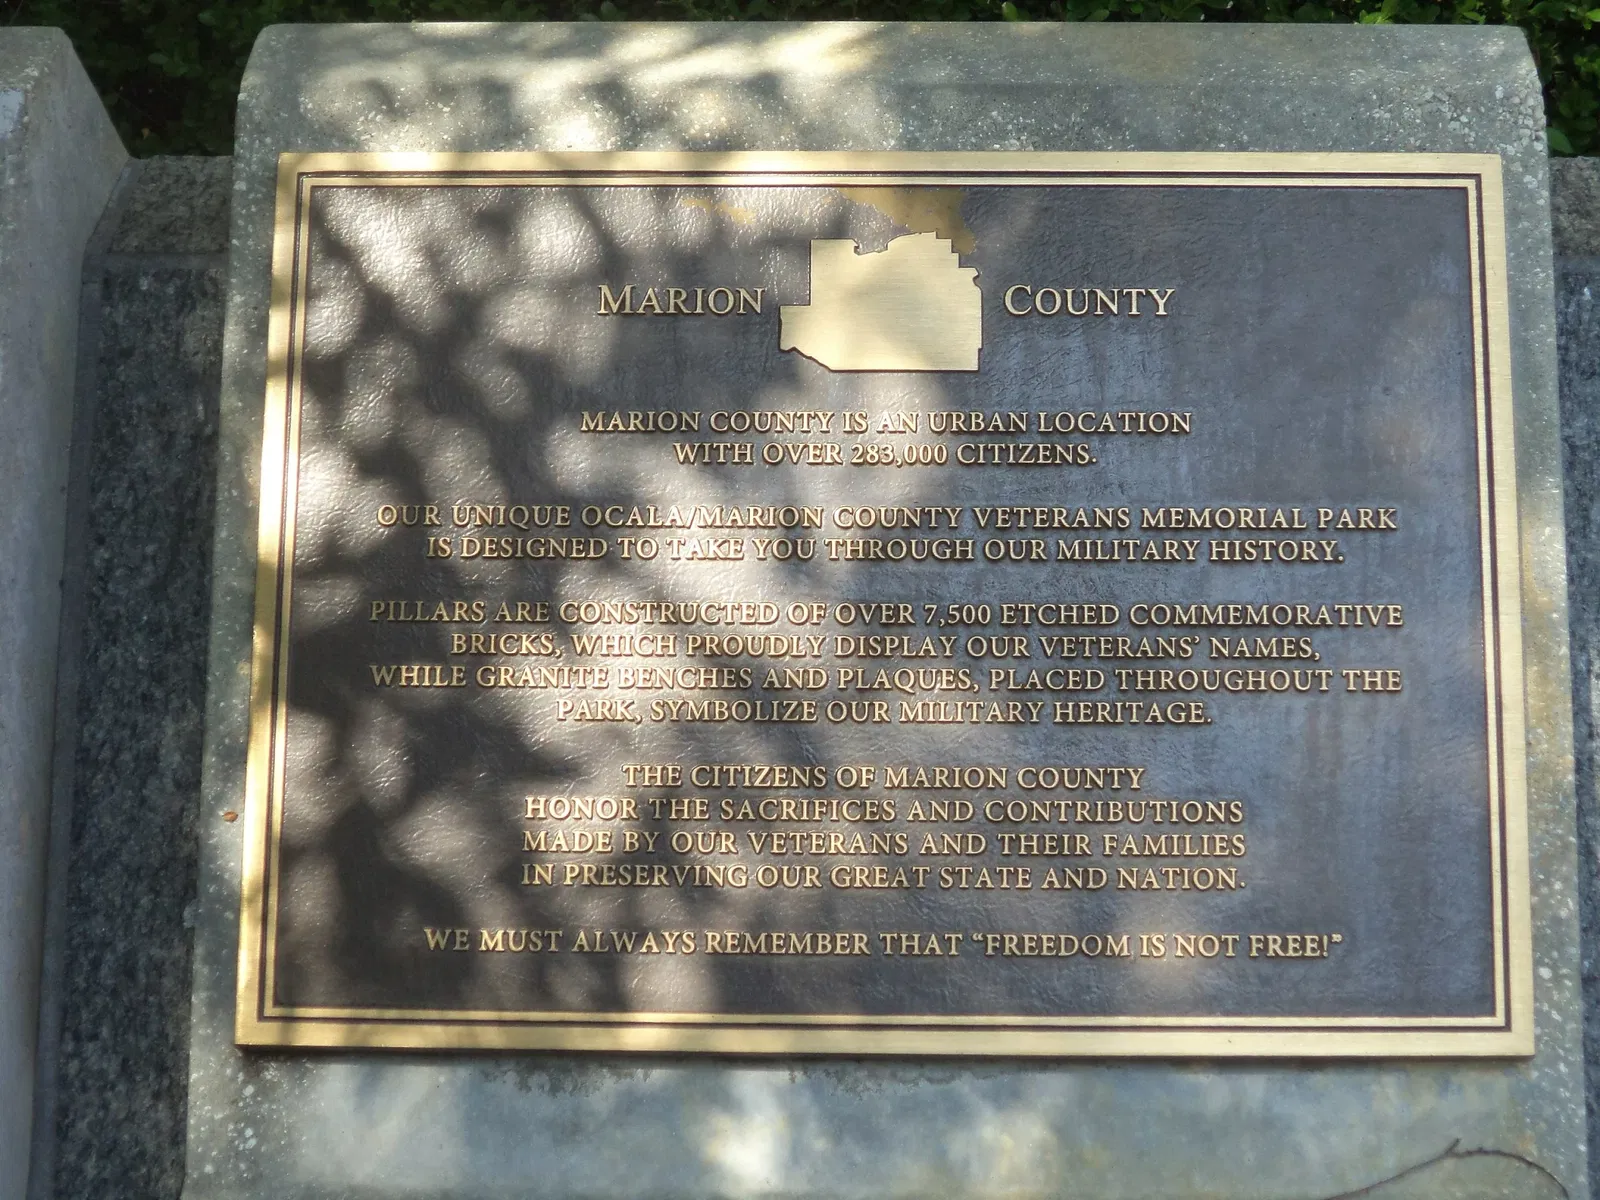 MARION COUNTY
MARION COUNTY IS AN URBAN LOCATION
WITH OVER 283,000 CITIZENS.
OUR UNIQUE OCALA/MARION COUNTY VETERANS MEMORIAL PARK
IS DESIGNED TO TAKE YOU THROUGH OUR MILITARY HISTORY.
PILLARS ARE CONSTRUCTED OF OVER 7,500 ETCHED COMMEMORATIVE
BRICKS, WHICH PROUDLY DISPLAY OUR VETERANS' NAMES,
WHILE GRANITE BENCHES AND PLAQUES, PLACED THROUGHOUT THE
PARK, SYMBOLIZE OUR MILITARY HERITAGE.
THE CITIZENS OF MARION COUNTY
HONOR THE SACRIFICES AND CONTRIBUTIONS
MADE BY OUR VETERANS AND THEIR FAMILIES
IN PRESERVING OUR GREAT STATE AND NATION.
WE MUST ALWAYS REMEMBER THAT “FREEDOM IS NOT FREE!”